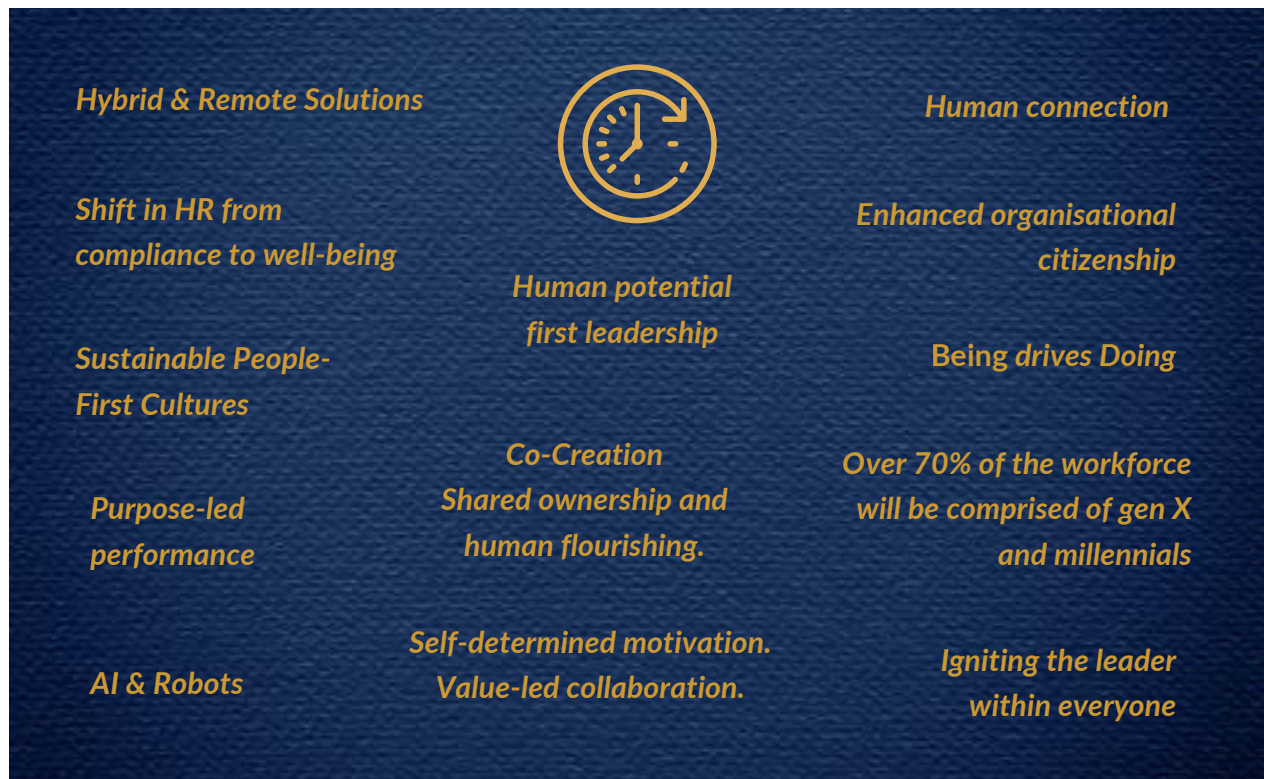 Hybrid & Remote Solutions
Shift in HR from
compliance to well-being
Sustainable People-
First Cultures
Purpose-led
performance
AI & Robots
Human potential
first leadership
Co-Creation
Shared ownership and
human flourishing.
Self-determined motivation.
Value-led collaboration.
Human connection
Enhanced organisational
citizenship
Being drives Doing
Over 70% of the workforce
will be comprised of gen X
and millennials
Igniting the leader
within everyone